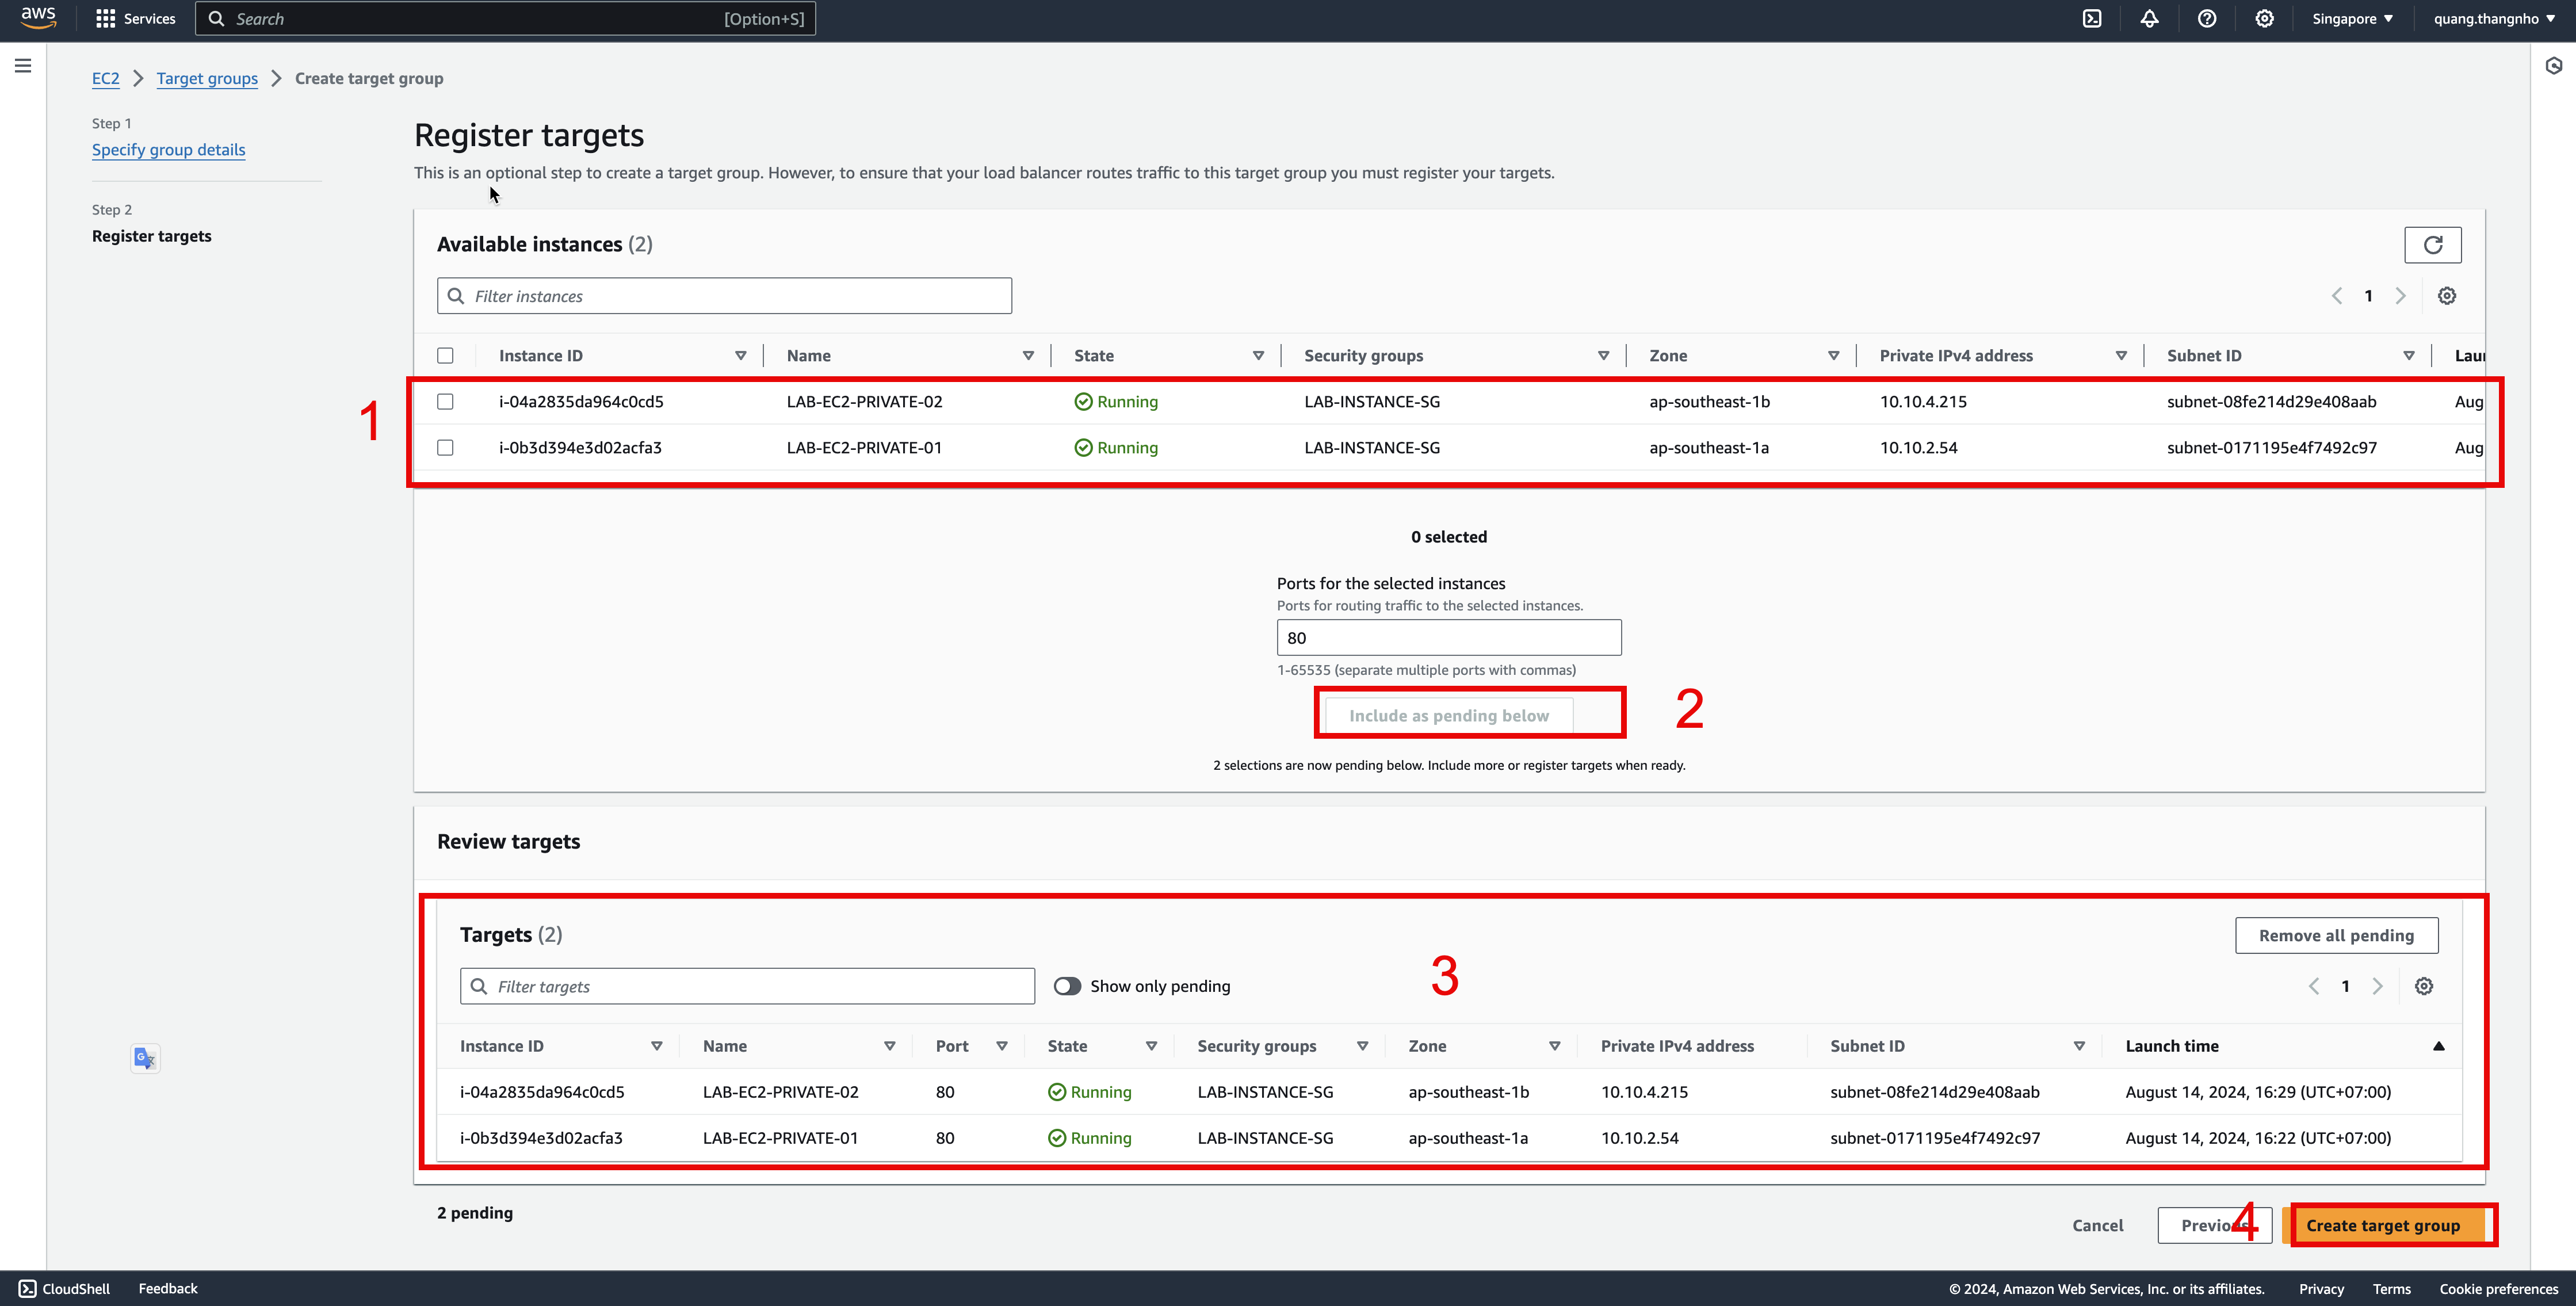 aws Services Search [Option+S] Singapore quang.thangnho
EC2 Target groups Create target group
Step 1
Specify group details
Step 2
Register targets
Register targets
This is an optional step to create a target group. However, to ensure that your load balancer routes traffic to this target group you must register your targets.
Available instances (2)
Filter instances
1
Instance ID Name State Security groups Zone Private IPv4 address Subnet ID
1
i-04a2835da964c0cd5 LAB-EC2-PRIVATE-02 Running LAB-INSTANCE-SG ap-southeast-1b 10.10.4.215 subnet-08fe214d29e408aab Aug
i-0b3d394e3d02acfa3 LAB-EC2-PRIVATE-01 Running LAB-INSTANCE-SG ap-southeast-1a 10.10.2.54 subnet-0171195e4f7492c97 Aug
0 selected
Ports for the selected instances
Ports for routing traffic to the selected instances.
80
1-65535 (separate multiple ports with commas)
Include as pending below
2
2 selections are now pending below. Include more or register targets when ready.
Review targets
Targets (2)
Remove all pending
Filter targets Show only pending
3
1
Instance ID Name Port State Security groups Zone Private IPv4 address Subnet ID Launch time
i-04a2835da964c0cd5 LAB-EC2-PRIVATE-02 80 Running LAB-INSTANCE-SG ap-southeast-1b 10.10.4.215 subnet-08fe214d29e408aab August 14, 2024, 16:29 (UTC+07:00)
i-0b3d394e3d02acfa3 LAB-EC2-PRIVATE-01 80 Running LAB-INSTANCE-SG ap-southeast-1a 10.10.2.54 subnet-0171195e4f7492c97 August 14, 2024, 16:22 (UTC+07:00)
2 pending
Cancel Previous 4 Create target group
CloudShell Feedback © 2024, Amazon Web Services, Inc. or its affiliates. Privacy Terms Cookie preferences